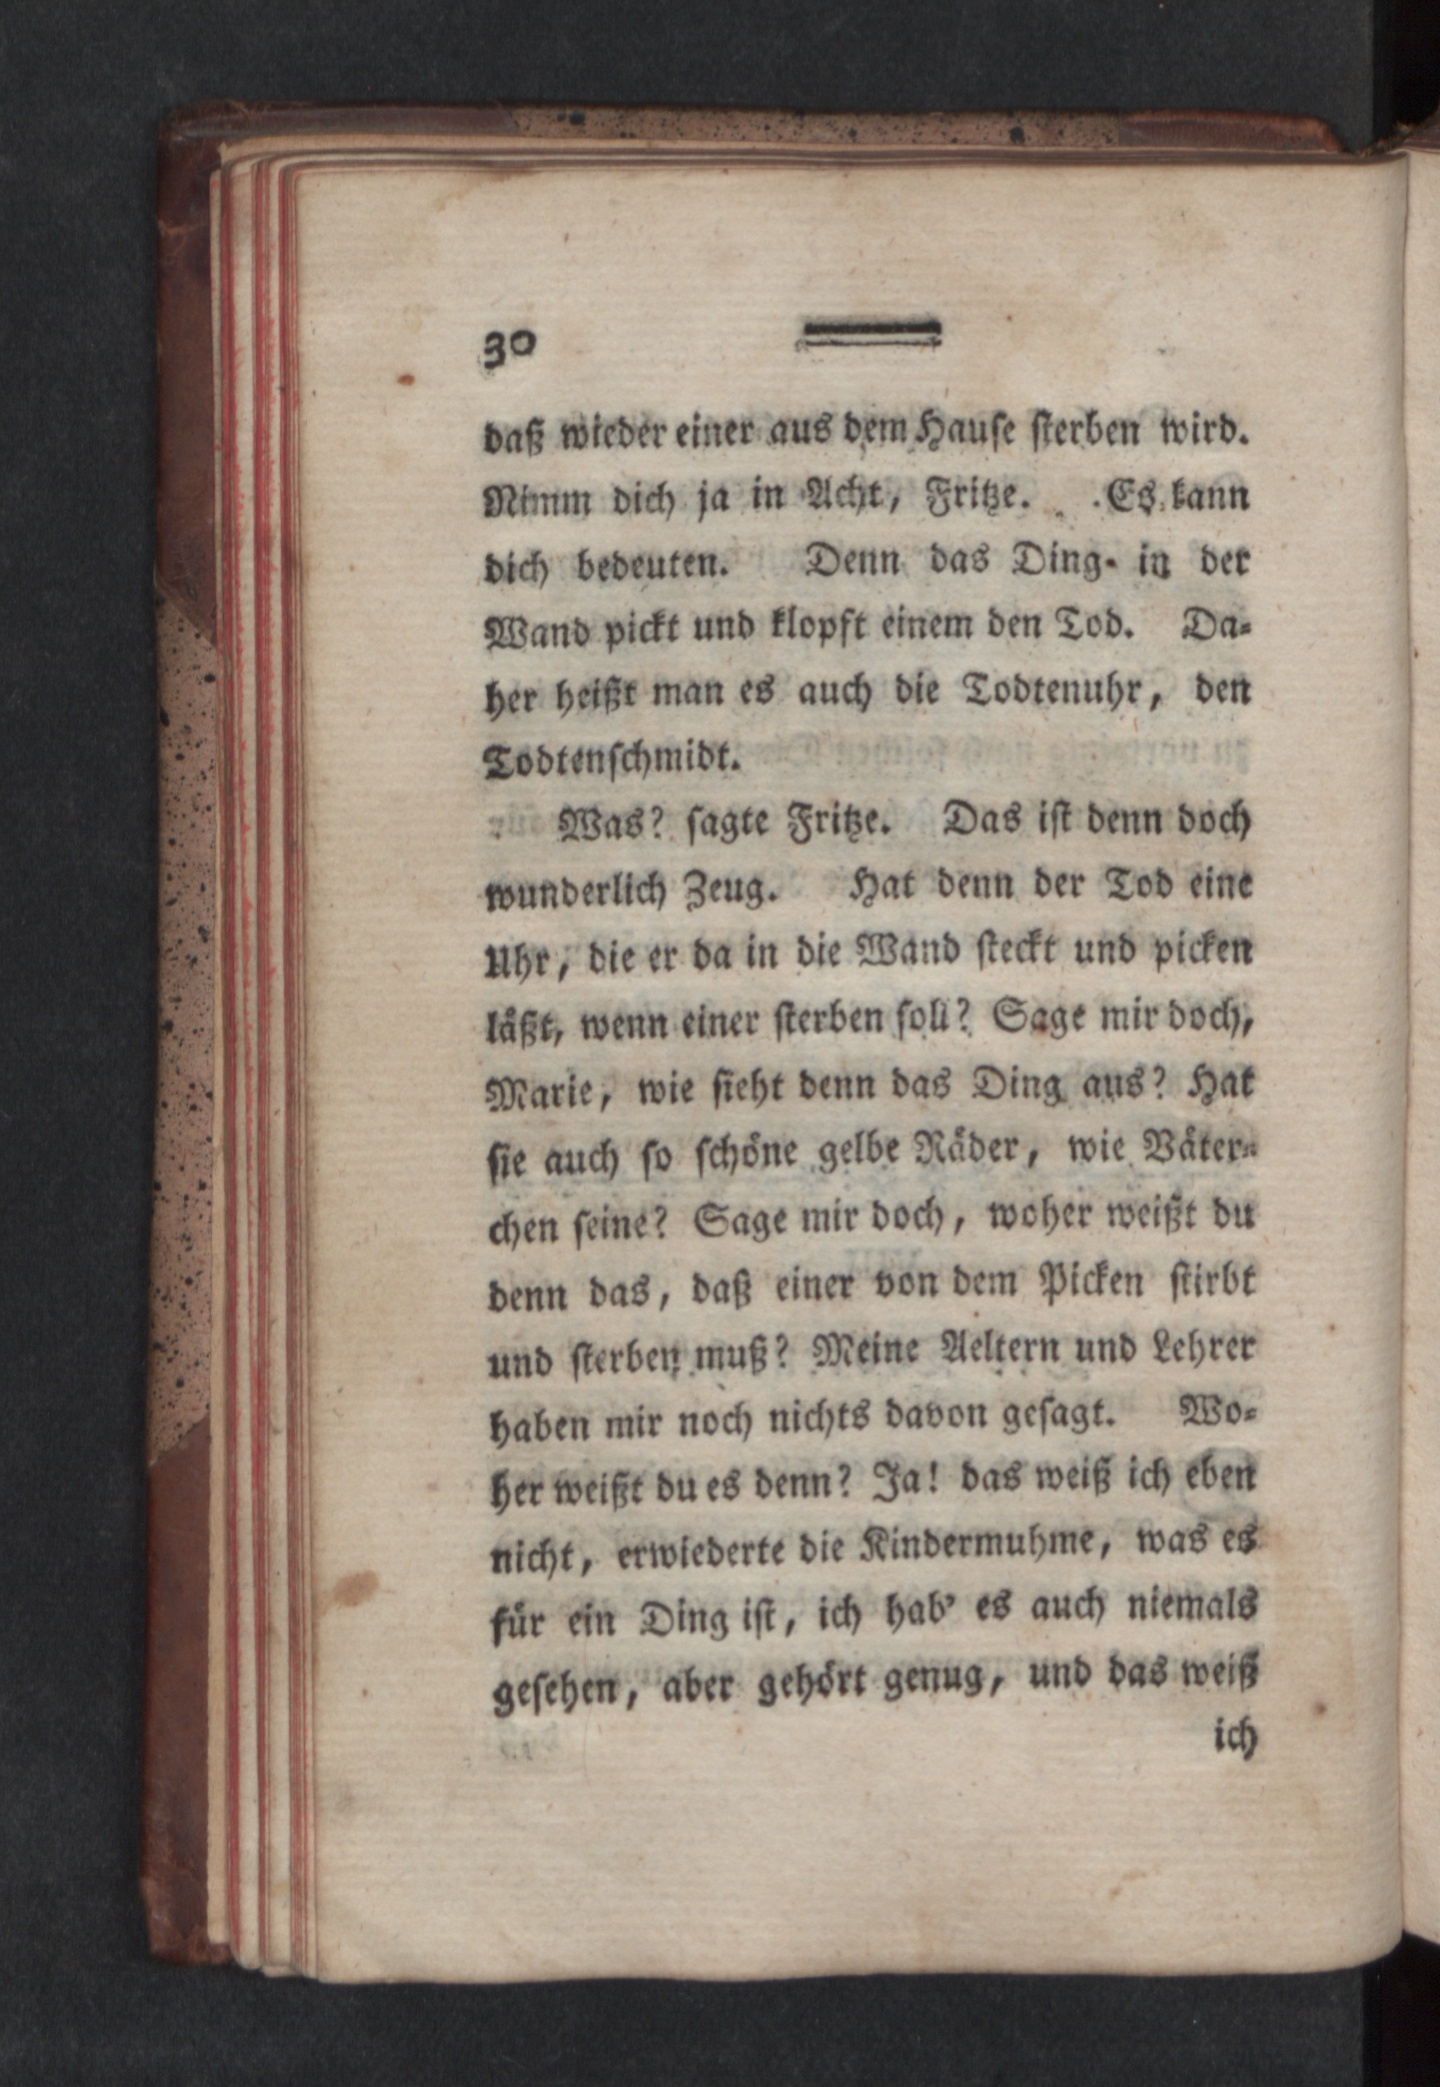 30
daß wieder einer aus dem Hauſe ſterben wird.
Nimm dich ja in Acht, Fritze. Es kann
dich bedeuten. Denn das Ding in der
Wand pickt und klopft einem den Tod. Da-
her heißt man es auch die Todtenuhr, den
Todtenſchmidt.
Was? ſagte Fritze. Das iſt denn doch
wunderlich Zeug. Hat denn der Tod eine
Uhr, die er da in die Wand ſteckt und picken
läßt, wenn einer ſterben ſoll? Sage mir doch,
Marie, wie ſieht denn das Ding aus? Hat
ſie auch ſo ſchöne gelbe Räder, wie Väter-
chen ſeine? Sage mir doch, woher weißt du
denn das, daß einer von dem Picken ſtirbt
und ſterben muß? Meine Aeltern und Lehrer
haben mir noch nichts davon geſagt. Wo-
her weißt du es denn? Ja! das weiß ich eben
nicht, erwiederte die Kindermuhme, was es
für ein Ding iſt, ich hab' es auch niemals
geſehen, aber gehört genug, und das weiß
ich